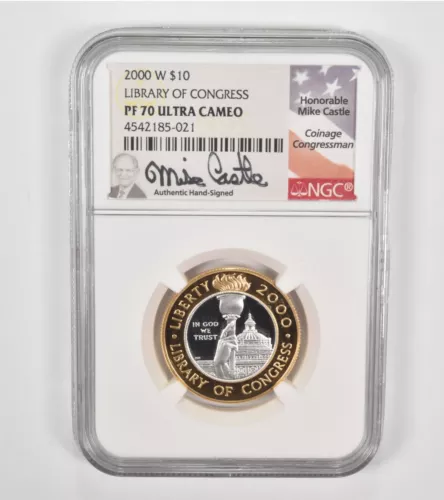 2000 W $10
LIBRARY OF CONGRESS
PF 70 ULTRA CAMEO
4542185-021
Honorable
Mike Castle
Coinage
Congressman
Mike Castle
Authentic Hand-Signed
NGC®
LIBERTY • 2000
IN GOD
WE
TRUST
LIBRARY OF CONGRESS